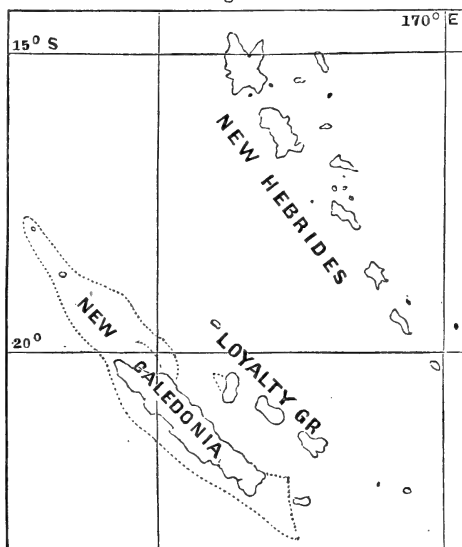 170° E
15° S
NEW HEBRIDES
NEW
CALEDONIA
20°
LOYALTY GR